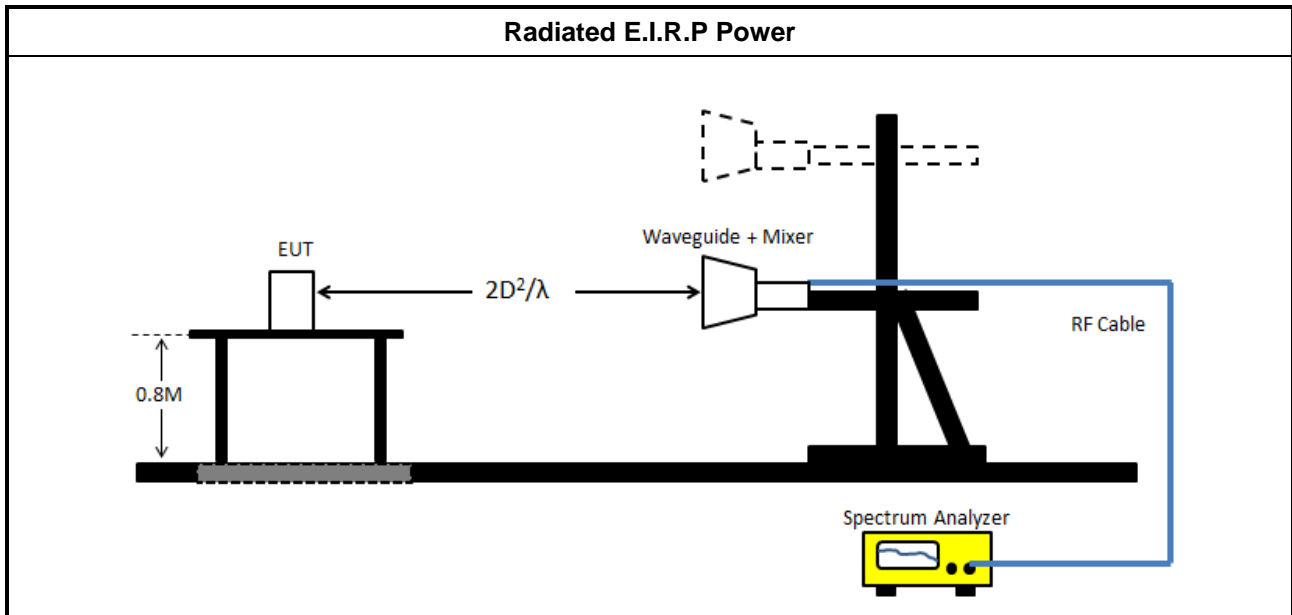 Radiated E.I.R.P Power
Waveguide + Mixer
EUT
2D²/λ
RF Cable
0.8M
Spectrum Analyzer